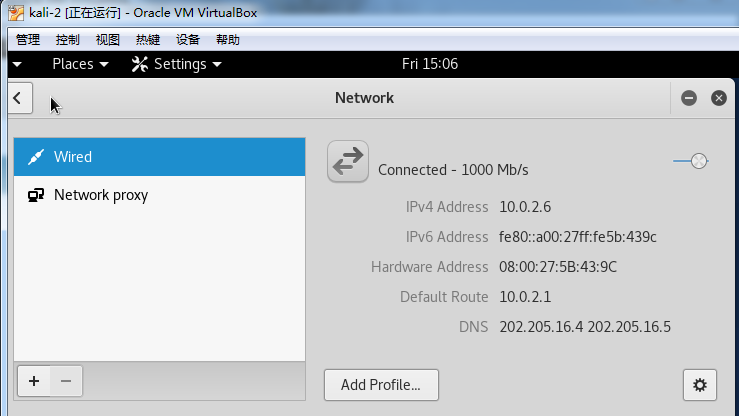 kali-2 [正在运行] - Oracle VM VirtualBox
管理 控制 视图 热键 设备 帮助
Places Settings Fri 15:06
Network
Wired
Network proxy
Connected - 1000 Mb/s
IPv4 Address 10.0.2.6
IPv6 Address fe80::a00:27ff:fe5b:439c
Hardware Address 08:00:27:5B:43:9C
Default Route 10.0.2.1
DNS 202.205.16.4 202.205.16.5
Add Profile...